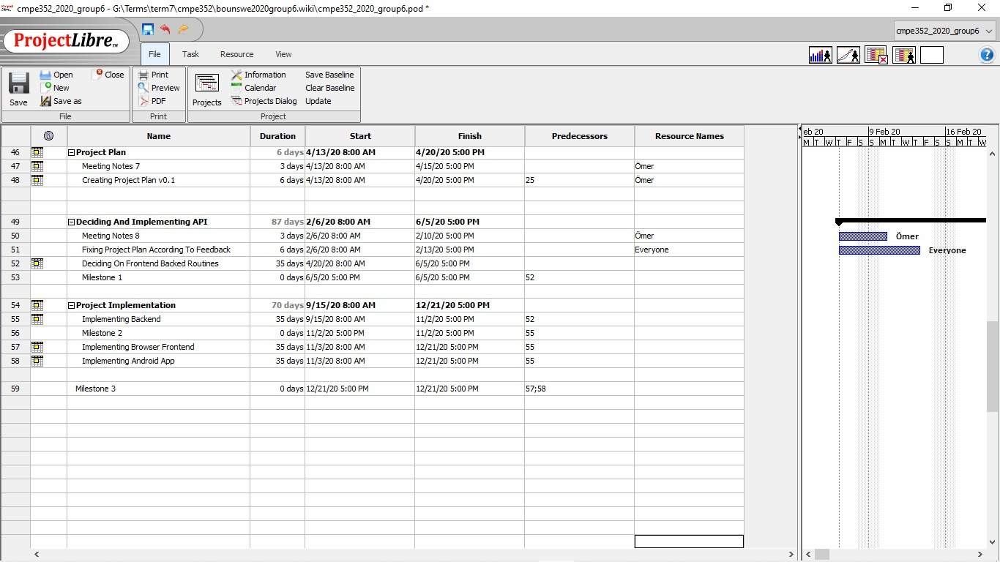 cmpe352_2020_group6 - G:\Terms\term7\cmpe352\bounswe2020group6.wiki\cmpe352_2020_group6.pod *
ProjectLibre™
cmpe352_2020_group6
File Task Resource View
Save
Open
New
Save as
Close
File
Print
Preview
PDF
Print
Projects
Information
Calendar
Projects Dialog
Save Baseline
Clear Baseline
Update
Project
Name Duration Start Finish Predecessors Resource Names
46 Project Plan 6 days 4/13/20 8:00 AM 4/20/20 5:00 PM
47 Meeting Notes 7 3 days 4/13/20 8:00 AM 4/15/20 5:00 PM Ömer
48 Creating Project Plan v0.1 6 days 4/13/20 8:00 AM 4/20/20 5:00 PM 25 Ömer
49 Deciding And Implementing API 87 days 2/6/20 8:00 AM 6/5/20 5:00 PM
50 Meeting Notes 8 3 days 2/6/20 8:00 AM 2/10/20 5:00 PM Ömer
51 Fixing Project Plan According To Feedback 6 days 2/6/20 8:00 AM 2/13/20 5:00 PM Everyone
52 Deciding On Frontend Backed Routines 35 days 4/20/20 8:00 AM 6/5/20 5:00 PM
53 Milestone 1 0 days 6/5/20 5:00 PM 6/5/20 5:00 PM 52
54 Project Implementation 70 days 9/15/20 8:00 AM 12/21/20 5:00 PM
55 Implementing Backend 35 days 9/15/20 8:00 AM 11/2/20 5:00 PM 52
56 Milestone 2 0 days 11/2/20 5:00 PM 11/2/20 5:00 PM 55
57 Implementing Browser Frontend 35 days 11/3/20 8:00 AM 12/21/20 5:00 PM 55
58 Implementing Android App 35 days 11/3/20 8:00 AM 12/21/20 5:00 PM 55
59 Milestone 3 0 days 12/21/20 5:00 PM 12/21/20 5:00 PM 57;58
eb 20 9 Feb 20 16 Feb 20
M T W T F S S M T W T F S S M T W
Ömer
Everyone